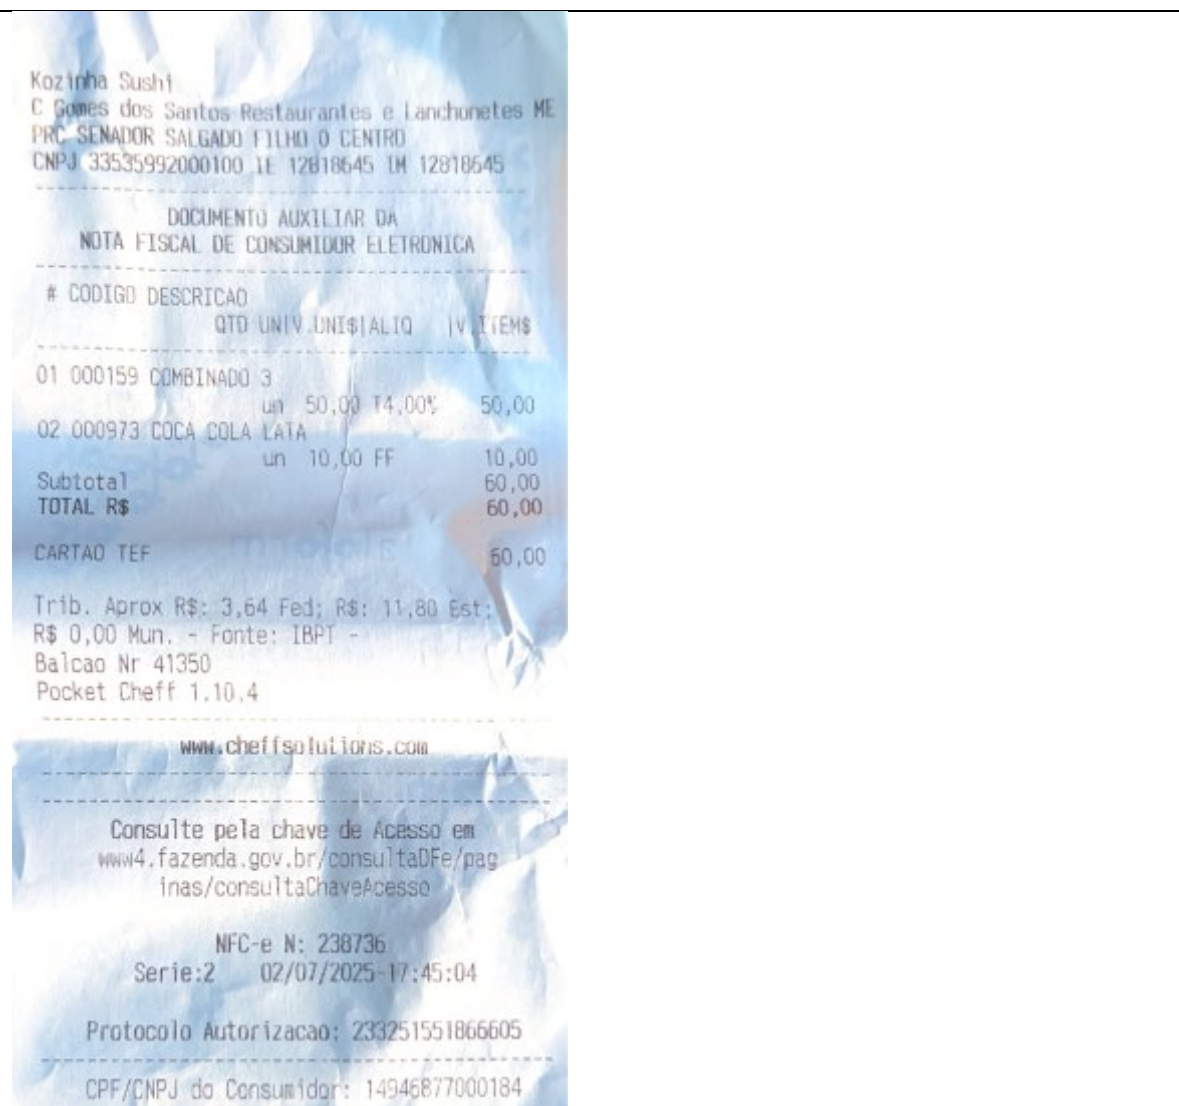 Kozinha Sushi
C Gomes dos Santos Restaurantes e Lanchonetes ME
PRC SENADOR SALGADO FILHO 0 CENTRO
CNPJ 33535992000100 IE 12818645 IM 12818645
DOCUMENTO AUXILIAR DA
NOTA FISCAL DE CONSUMIDOR ELETRONICA
# CODIGO DESCRICAO
QTD UN|V.UNI$|ALIQ |V.ITEM$
01 000159 COMBINADO 3
un 50,00 T4,00% 50,00
02 000973 COCA COLA LATA
un 10,00 FF 10,00
Subtotal 60,00
TOTAL R$ 60,00
CARTAO TEF 60,00
Trib. Aprox R$: 3,64 Fed; R$: 11,80 Est;
R$ 0,00 Mun. - Fonte: IBPT -
Balcao Nr 41350
Pocket Cheff 1.10.4
www.cheffsolutions.com
Consulte pela chave de Acesso em
www4.fazenda.gov.br/consultaDFe/pag
inas/consultaChaveAcesso
NFC-e N: 238736
Serie:2 02/07/2025-17:45:04
Protocolo Autorizacao: 233251551866605
CPF/CNPJ do Consumidor: 14946877000184